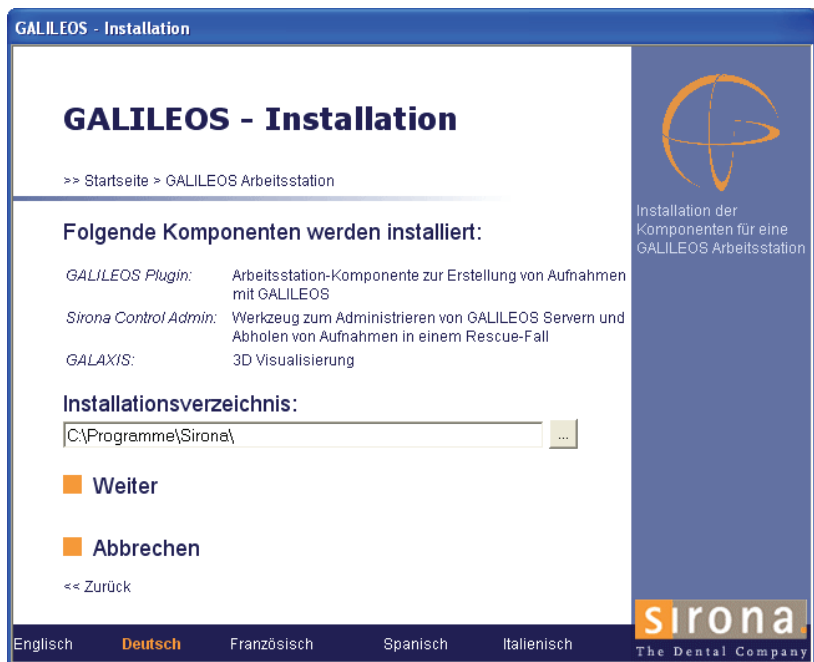 GALILEOS - Installation
GALILEOS - Installation
>> Startseite > GALILEOS Arbeitsstation
Folgende Komponenten werden installiert:
GALILEOS Plugin: Arbeitsstation-Komponente zur Erstellung von Aufnahmen
mit GALILEOS
Sirona Control Admin: Werkzeug zum Administrieren von GALILEOS Servern und
Abholen von Aufnahmen in einem Rescue-Fall
GALAXIS: 3D Visualisierung
Installationsverzeichnis:
C:\Programme\Sirona\
...
Weiter
Abbrechen
<< Zurück
Installation der
Komponenten für eine
GALILEOS Arbeitsstation
sirona.
The Dental Company
Englisch Deutsch Französisch Spanisch Italienisch